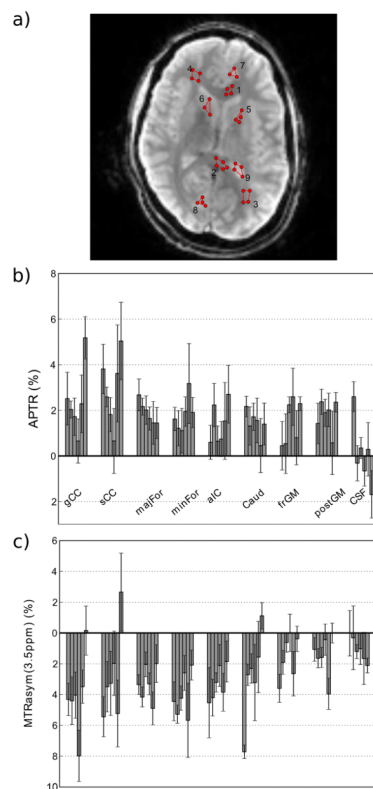 a)
4
7
1
6
5
2
9
8
3
b)
8
6
4
2
0
2
APTR (%)
gCC
sCC
majFor
minFor
aIC
Caud
frGM
postGM
CSF
c)
6
4
2
0
2
4
6
8
10
MTRasym(3.5ppm) (%)